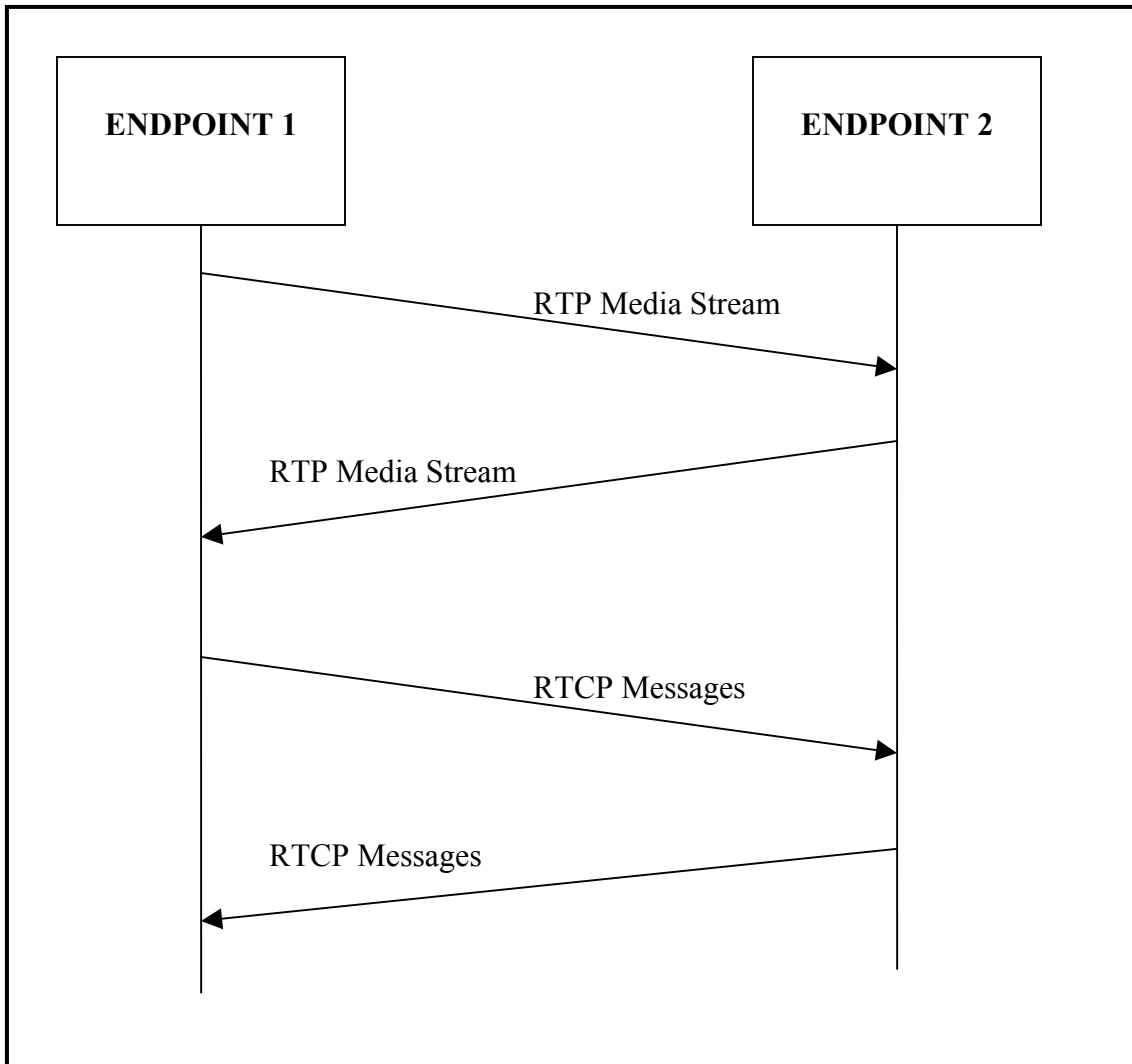 ENDPOINT 1
ENDPOINT 2
RTP Media Stream
RTP Media Stream
RTCP Messages
RTCP Messages